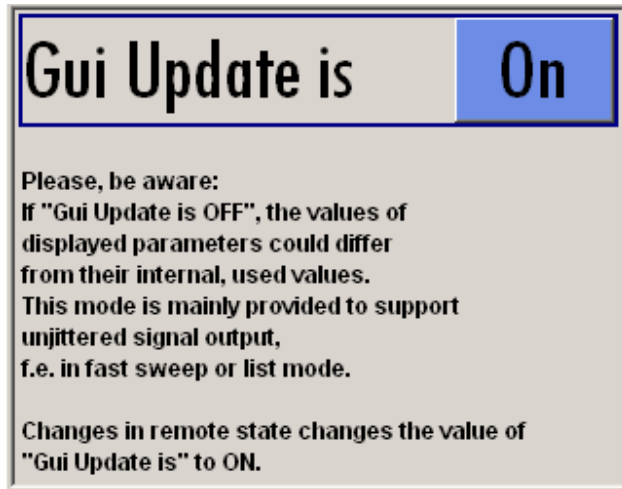 Gui Update is On
Please, be aware:
If "Gui Update is OFF", the values of
displayed parameters could differ
from their internal, used values.
This mode is mainly provided to support
unjittered signal output,
f.e. in fast sweep or list mode.
Changes in remote state changes the value of
"Gui Update is" to ON.